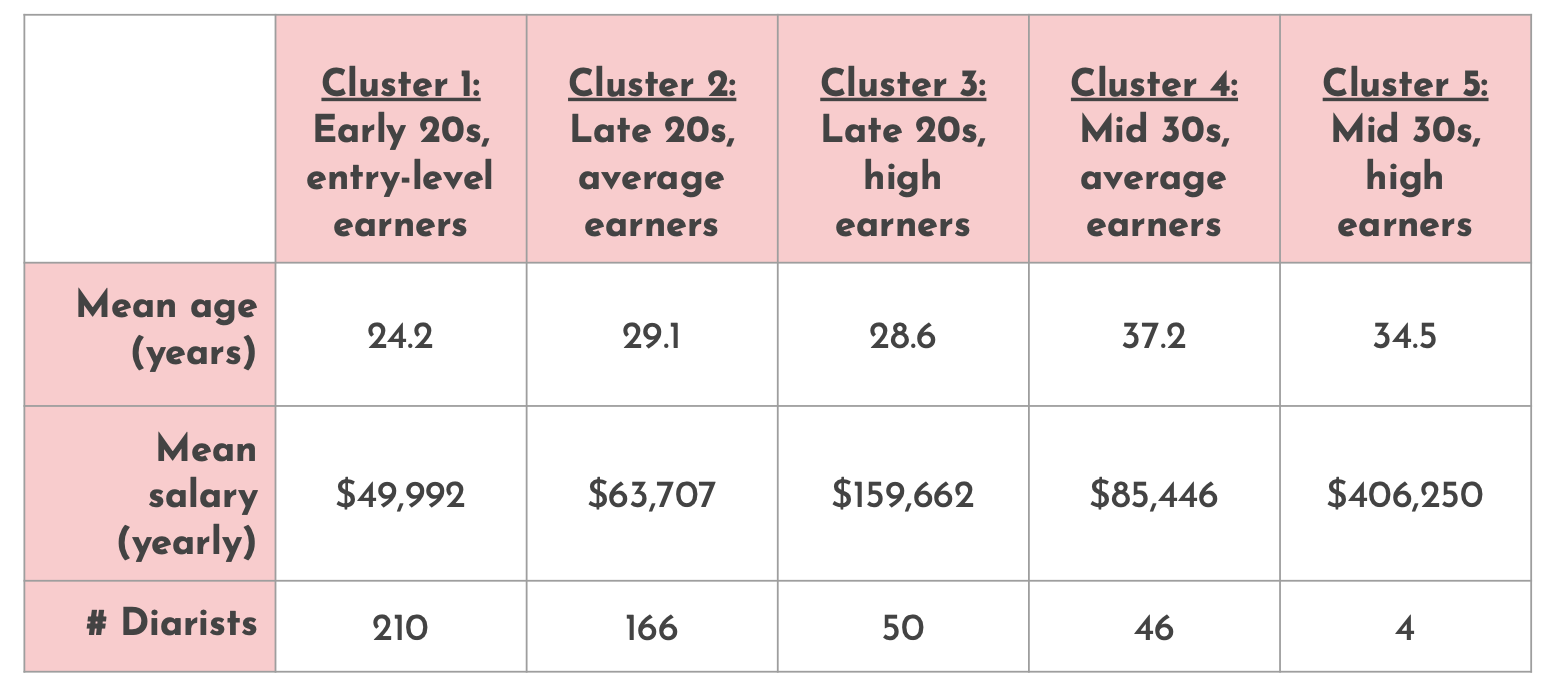 Cluster 1:
Early 20s,
entry-level
earners
Cluster 2:
Late 20s,
average
earners
Cluster 3:
Late 20s,
high
earners
Cluster 4:
Mid 30s,
average
earners
Cluster 5:
Mid 30s,
high
earners
Mean age
(years)
24.2
29.1
28.6
37.2
34.5
Mean
salary
(yearly)
$49,992
$63,707
$159,662
$85,446
$406,250
# Diarists
210
166
50
46
4